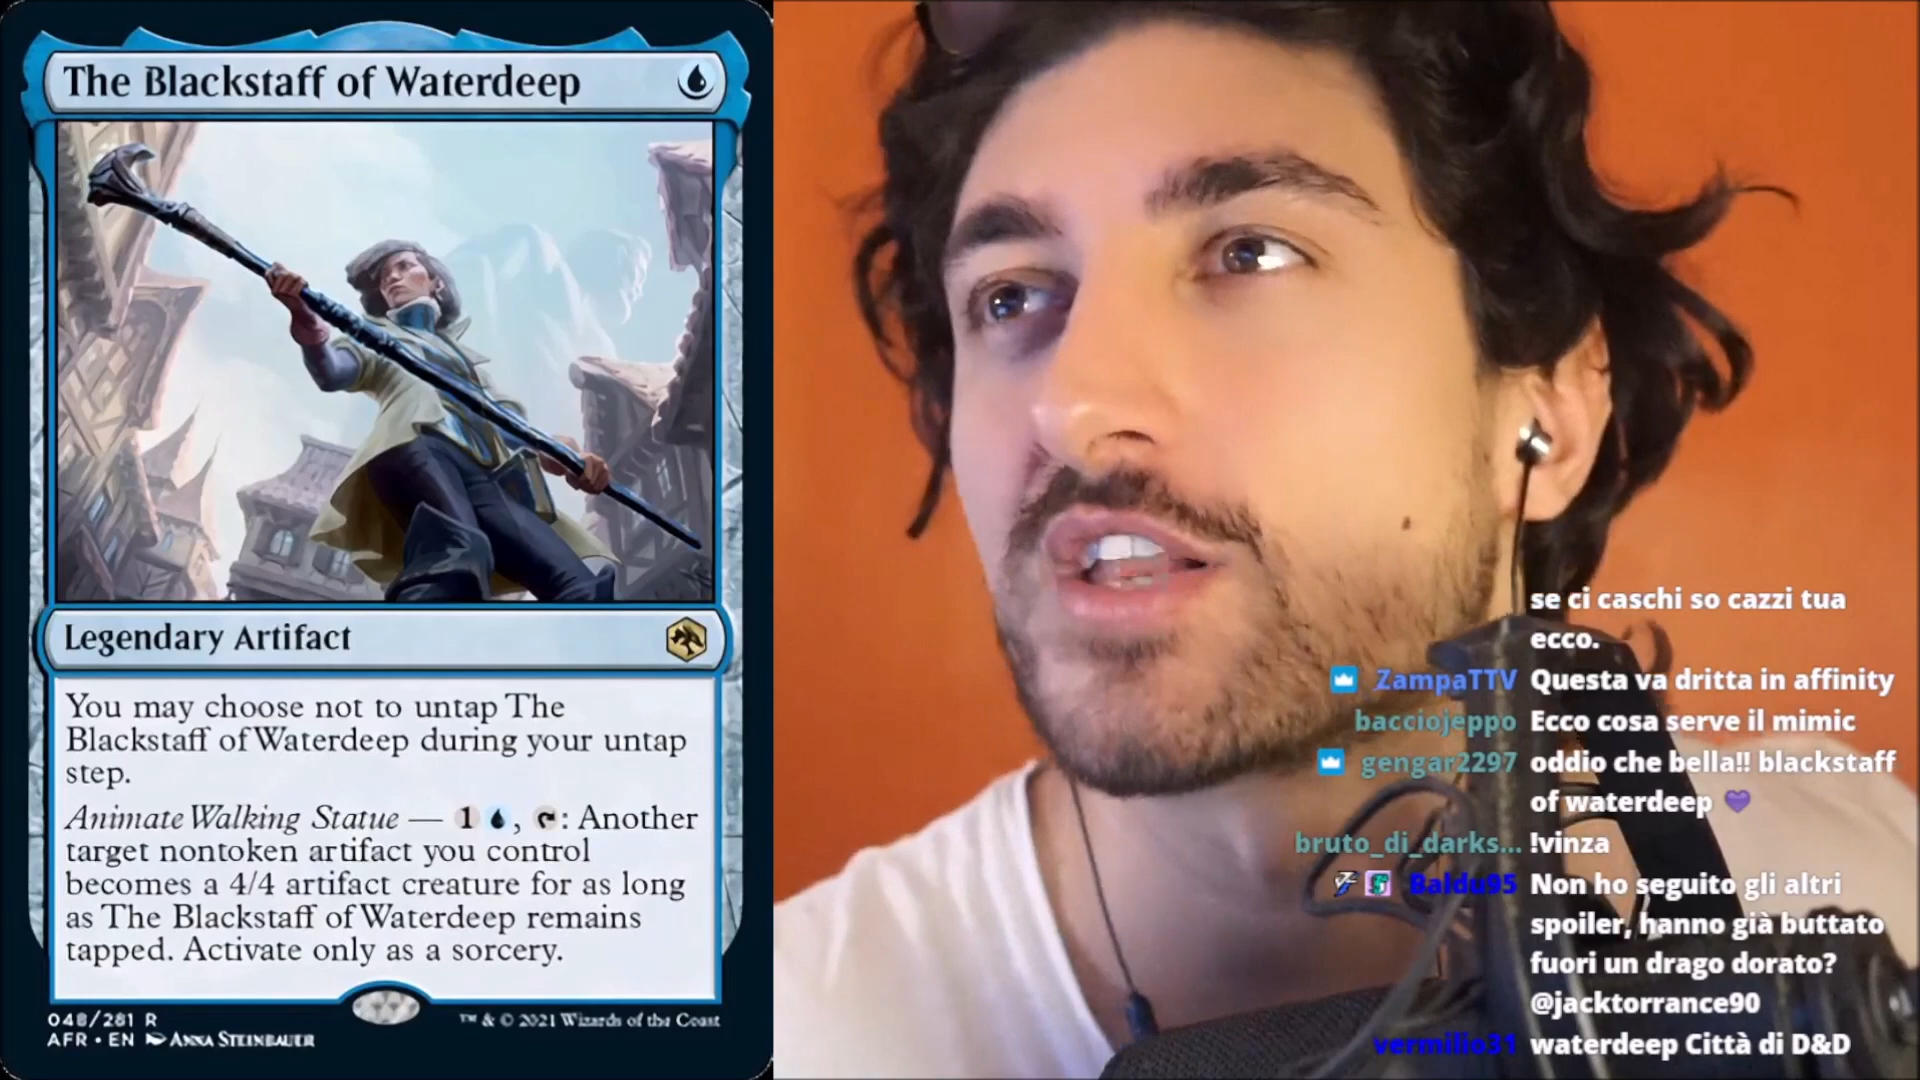 The Blackstaff of Waterdeep
Legendary Artifact
You may choose not to untap The
Blackstaff of Waterdeep during your untap
step.
Animate Walking Statue — 1 , : Another
target nontoken artifact you control
becomes a 4/4 artifact creature for as long
as The Blackstaff of Waterdeep remains
tapped. Activate only as a sorcery.
048/281 R
AFR • EN Anna Steinbauer
™ & © 2021 Wizards of the Coast
se ci caschi so cazzi tua
ecco.
ZampaTTV Questa va dritta in affinity
bacciojeppo Ecco cosa serve il mimic
gengar2297 oddio che bella!! blackstaff
of waterdeep 💜
bruto_di_darks... !vinza
Baldu95 Non ho seguito gli altri
spoiler, hanno già buttato
fuori un drago dorato?
@jacktorrance90
vermilio31 waterdeep Città di D&D